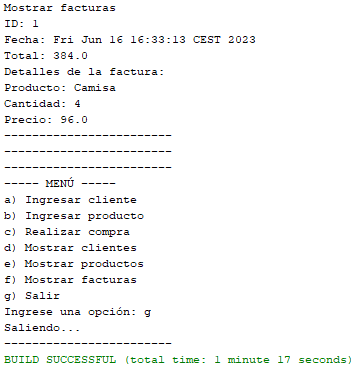 Mostrar facturas
ID: 1
Fecha: Fri Jun 16 16:33:13 CEST 2023
Total: 384.0
Detalles de la factura:
Producto: Camisa
Cantidad: 4
Precio: 96.0
------------------------
------------------------
------------------------
----- MENÚ -----
a) Ingresar cliente
b) Ingresar producto
c) Realizar compra
d) Mostrar clientes
e) Mostrar productos
f) Mostrar facturas
g) Salir
Ingrese una opción: g
Saliendo...
------------------------
BUILD SUCCESSFUL (total time: 1 minute 17 seconds)